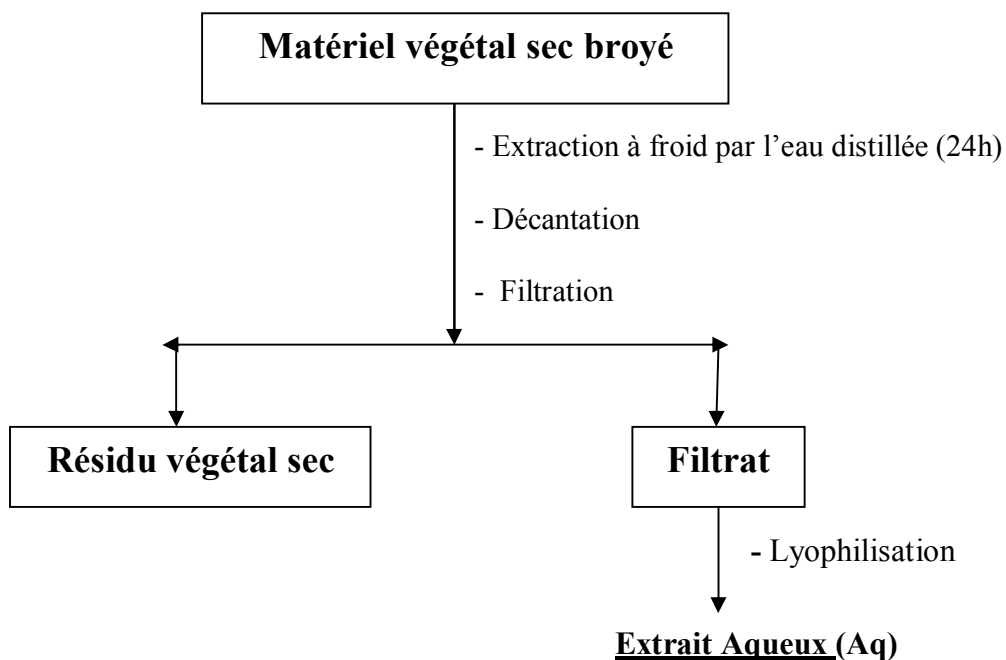 Matériel végétal sec broyé
- Extraction à froid par l’eau distillée (24h)
- Décantation
- Filtration
Résidu végétal sec
Filtrat
- Lyophilisation
Extrait Aqueux (Aq)